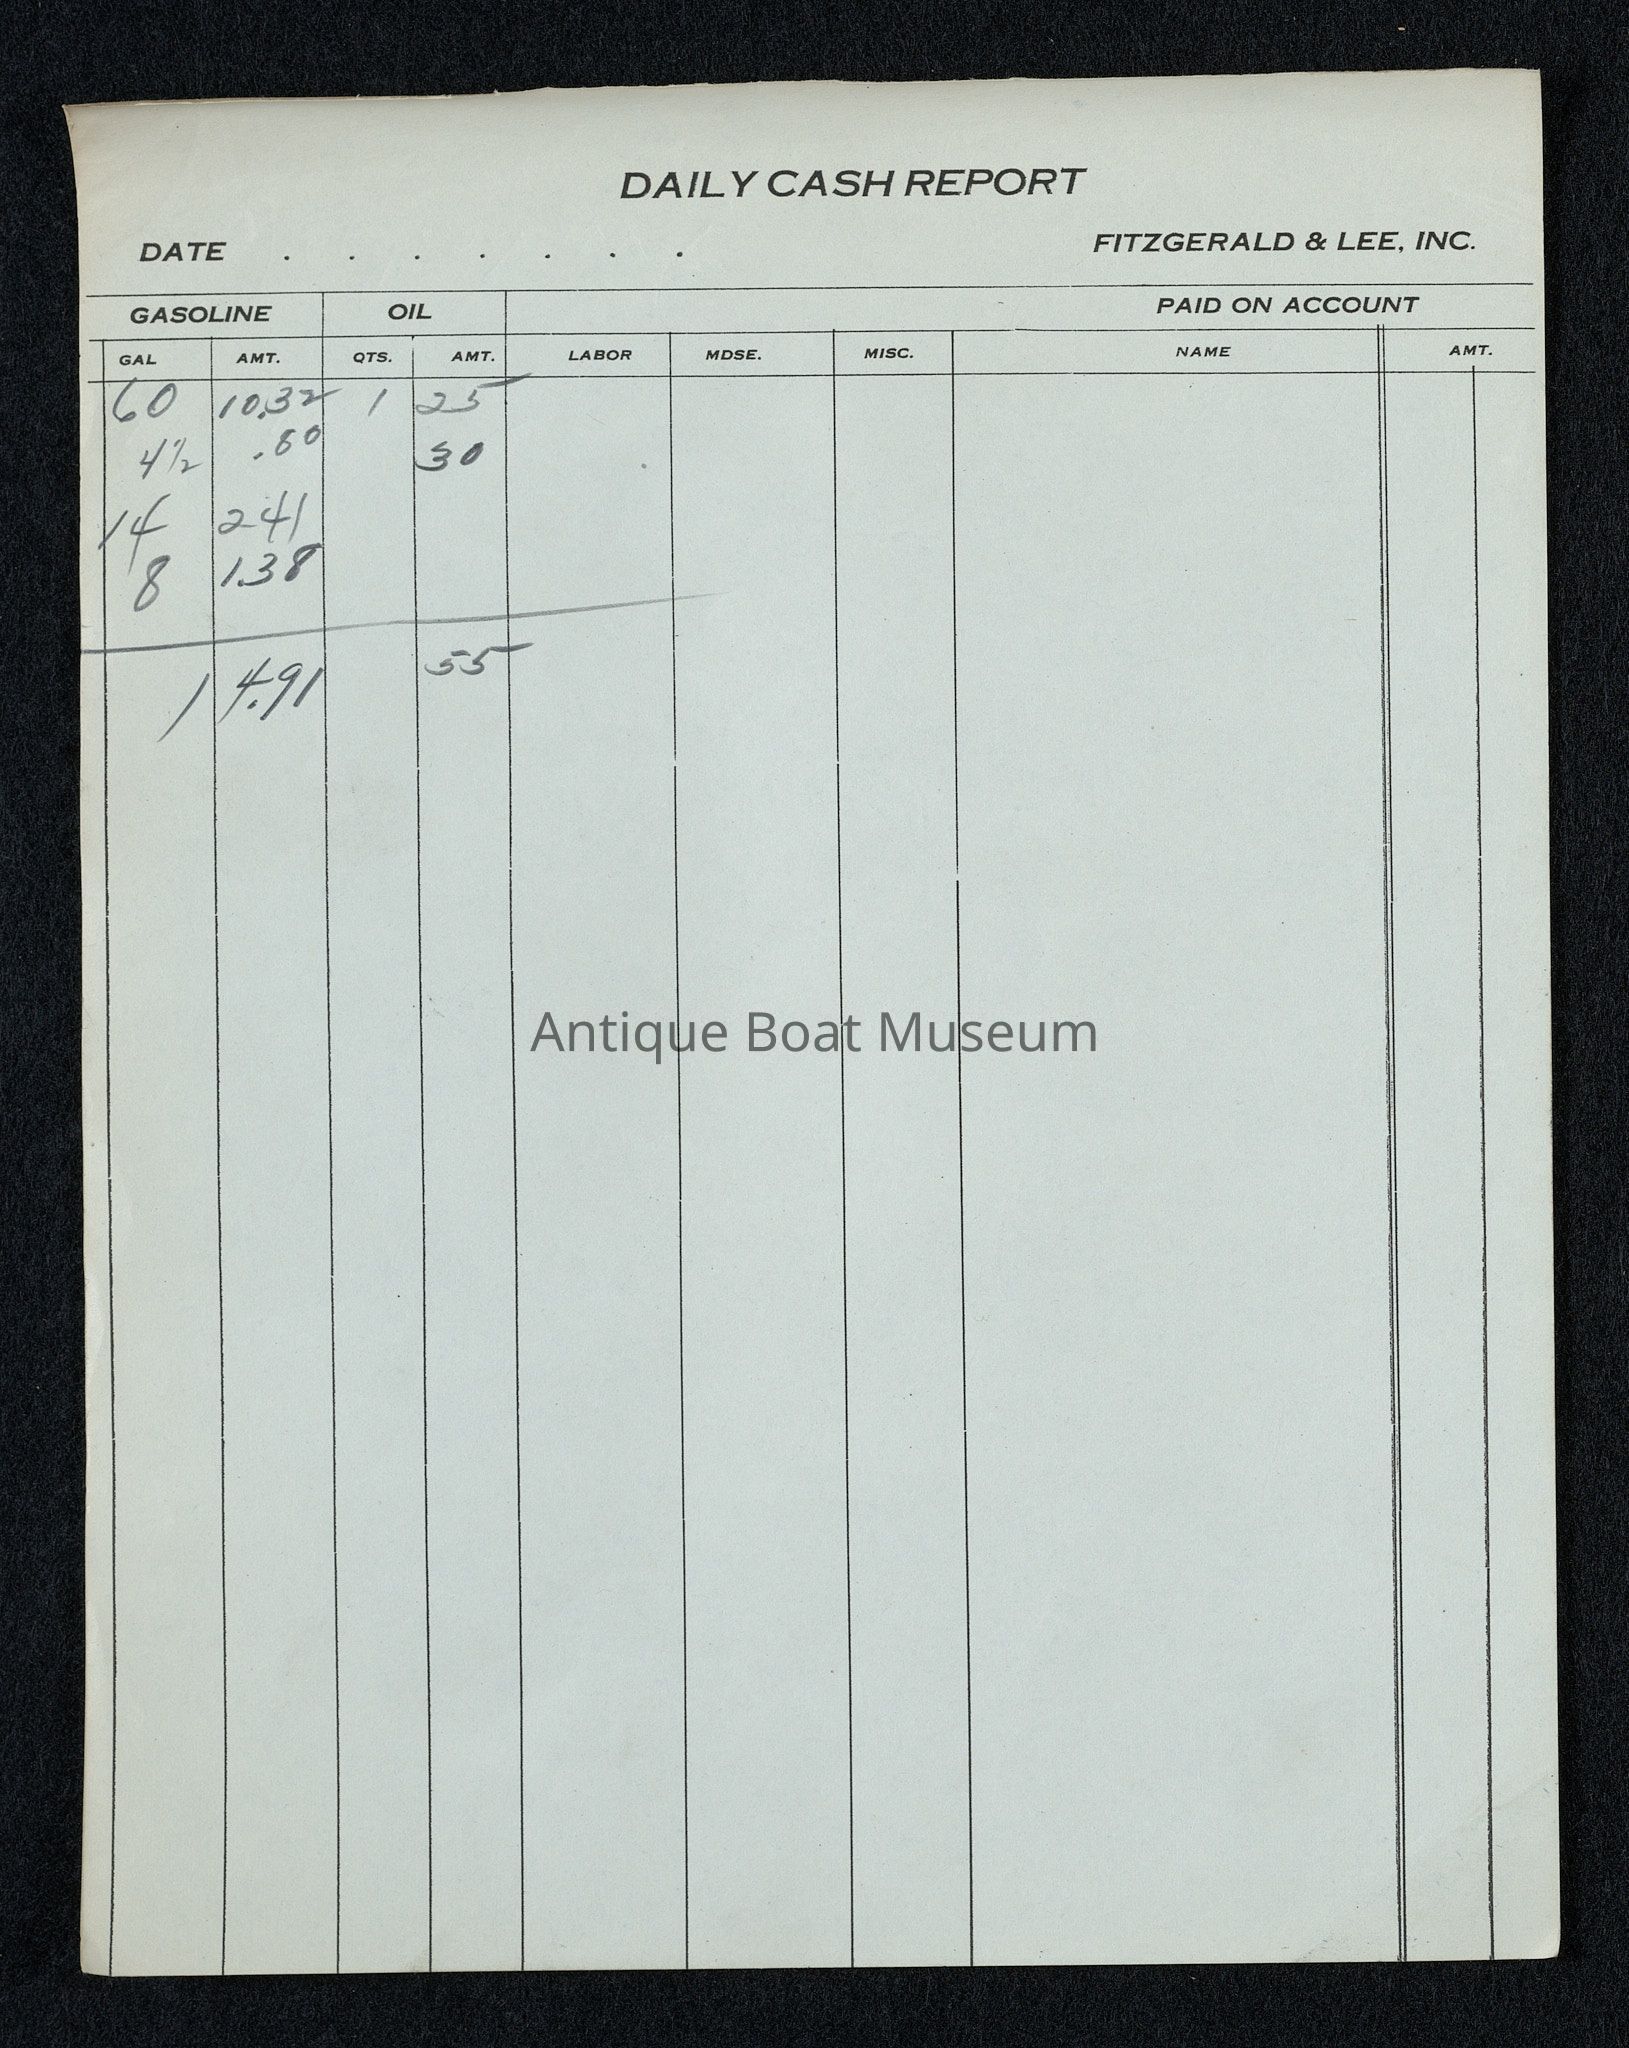 DAILY CASH REPORT
DATE . . . . . . . FITZGERALD & LEE, INC.
GASOLINE OIL PAID ON ACCOUNT
GAL AMT. QTS. AMT. LABOR MDSE. MISC. NAME AMT.
60 10.32 1 25
4½ .80 30
14 241
8 1.38
14.91 55
Antique Boat Museum